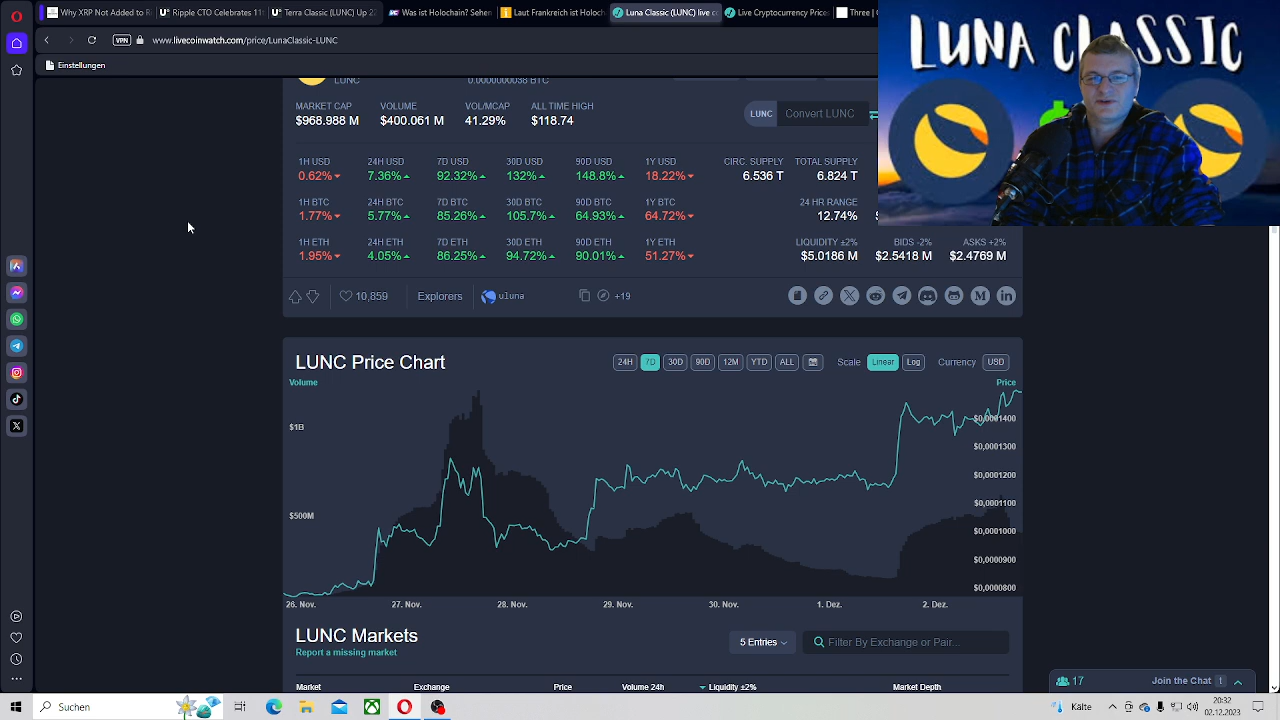 Why XRP Not Added to R
Ripple CTO Celebrates 11t
Terra Classic (LUNC) Up 22
Was ist Holochain? Sehen
Laut Frankfurt ist Holoch
Luna Classic (LUNC) live co
Live Cryptocurrency Prices
Three |
VPN www.livecoinwatch.com/price/LunaClassic-LUNC
Einstellungen
LUNA CLASSIC
LUNC
0.0000000038 BTC
MARKET CAP VOLUME VOL/MCAP ALL TIME HIGH
$968.988 M $400.061 M 41.29% $118.74
LUNC Convert LUNC
1H USD 24H USD 7D USD 30D USD 90D USD 1Y USD CIRC. SUPPLY TOTAL SUPPLY
0.62% 7.36% 92.32% 132% 148.8% 18.22% 6.536 T 6.824 T
1H BTC 24H BTC 7D BTC 30D BTC 90D BTC 1Y BTC 24 HR RANGE
1.77% 5.77% 85.26% 105.7% 64.93% 64.72% 12.74%
1H ETH 24H ETH 7D ETH 30D ETH 90D ETH 1Y ETH LIQUIDITY ±2% BIDS -2% ASKS +2%
1.95% 4.05% 86.25% 94.72% 90.01% 51.27% $5.0186 M $2.5418 M $2.4769 M
10,859 Explorers uluna +19
LUNC Price Chart 24H 7D 30D 90D 12M YTD ALL Scale Linear Log Currency USD
Volume Price
$0,0001400
$1B
$0,0001300
$0,0001200
$0,0001100
$500M
$0,0001000
$0,0000900
$0,0000800
26. Nov. 27. Nov. 28. Nov. 29. Nov. 30. Nov. 1. Dez. 2. Dez.
LUNC Markets 5 Entries Filter By Exchange or Pair...
Report a missing market
Market Exchange Price Volume 24h Liquidity ±2% Market Depth
17 Join the Chat
Suchen
Kaken
20:32
02.12.2023